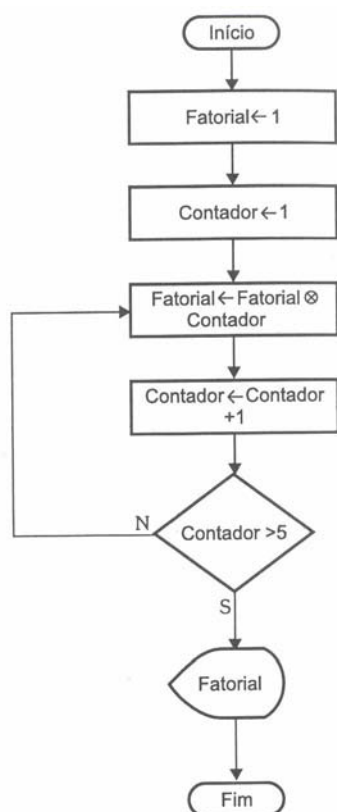 Início
Fatorial←1
Contador←1
Fatorial←Fatorial⊗
Contador
Contador←Contador
+1
Contador >5
N
S
Fatorial
Fim